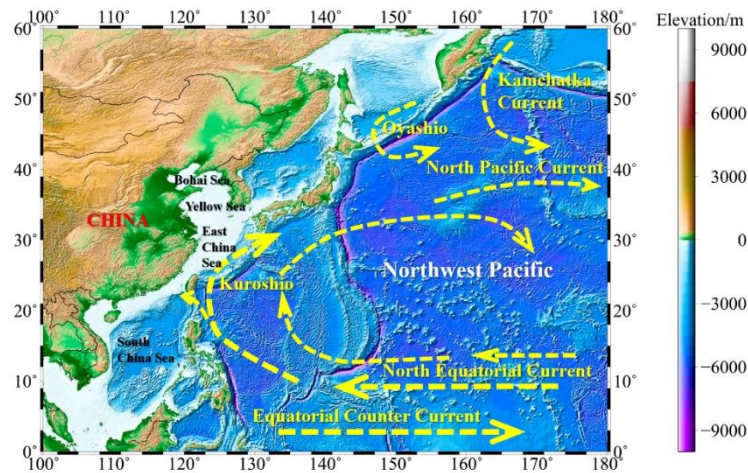 100° 110° 120° 130° 140° 150° 160° 170° 180°
Elevation/m
60°
50°
40°
30°
20°
10°
0°
60°
50°
40°
30°
20°
10°
0°
Kamchatka
Current
Oyashio
North Pacific Current
Bohai Sea
Yellow Sea
CHINA
East
China
Sea
Northwest Pacific
Kuroshio
South
China Sea
North Equatorial Current
Equatorial Counter Current
100° 110° 120° 130° 140° 150° 160° 170° 180°
9000
6000
3000
0
−3000
−6000
−9000